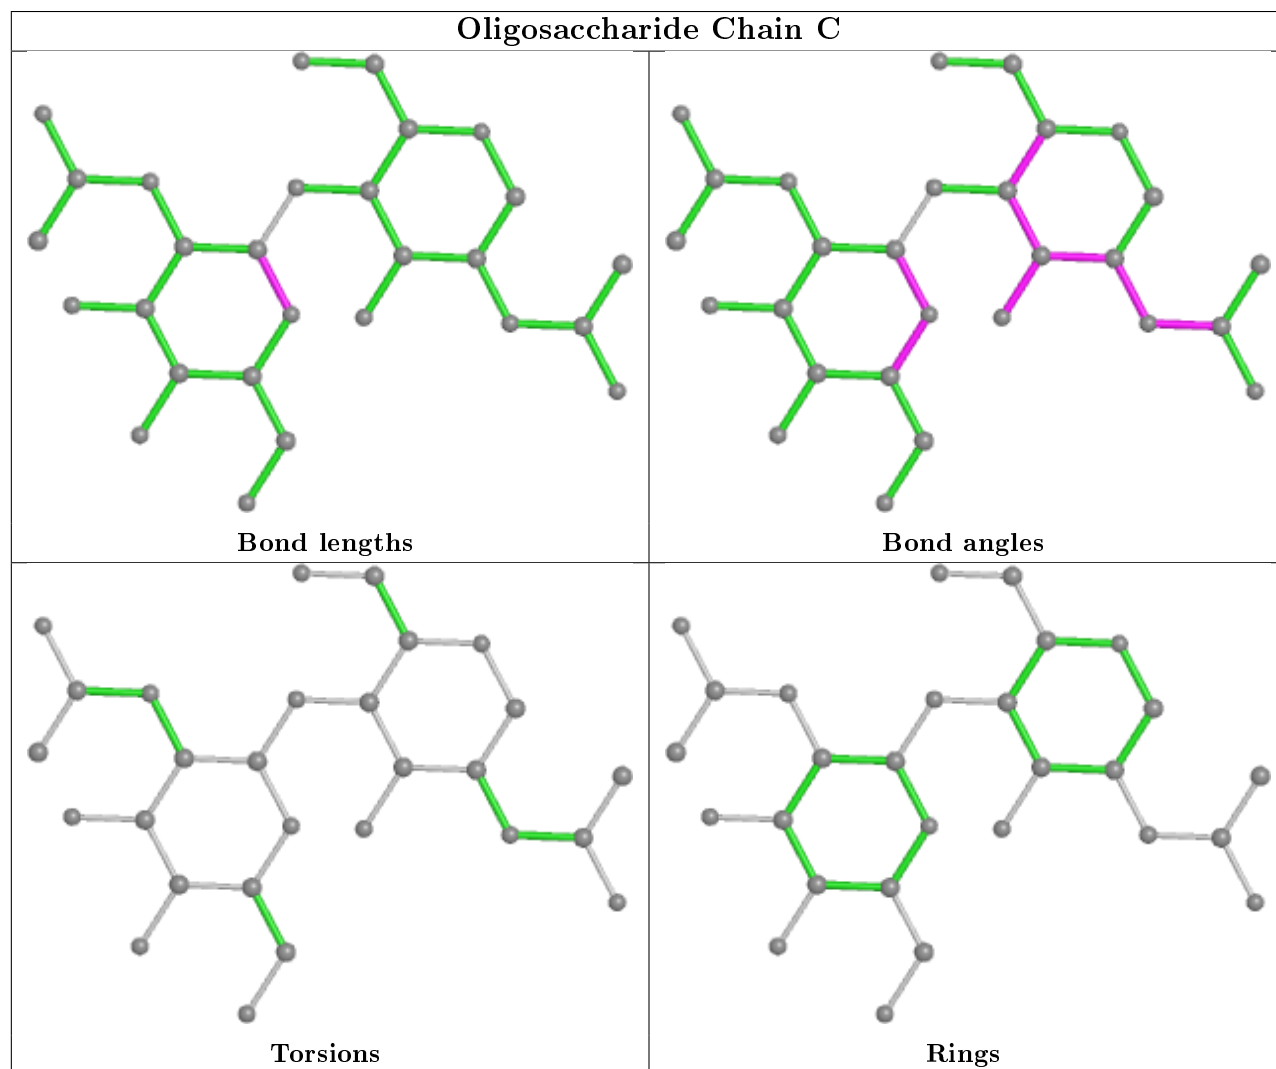 Oligosaccharide Chain C
Bond lengths
Bond angles
Torsions
Rings